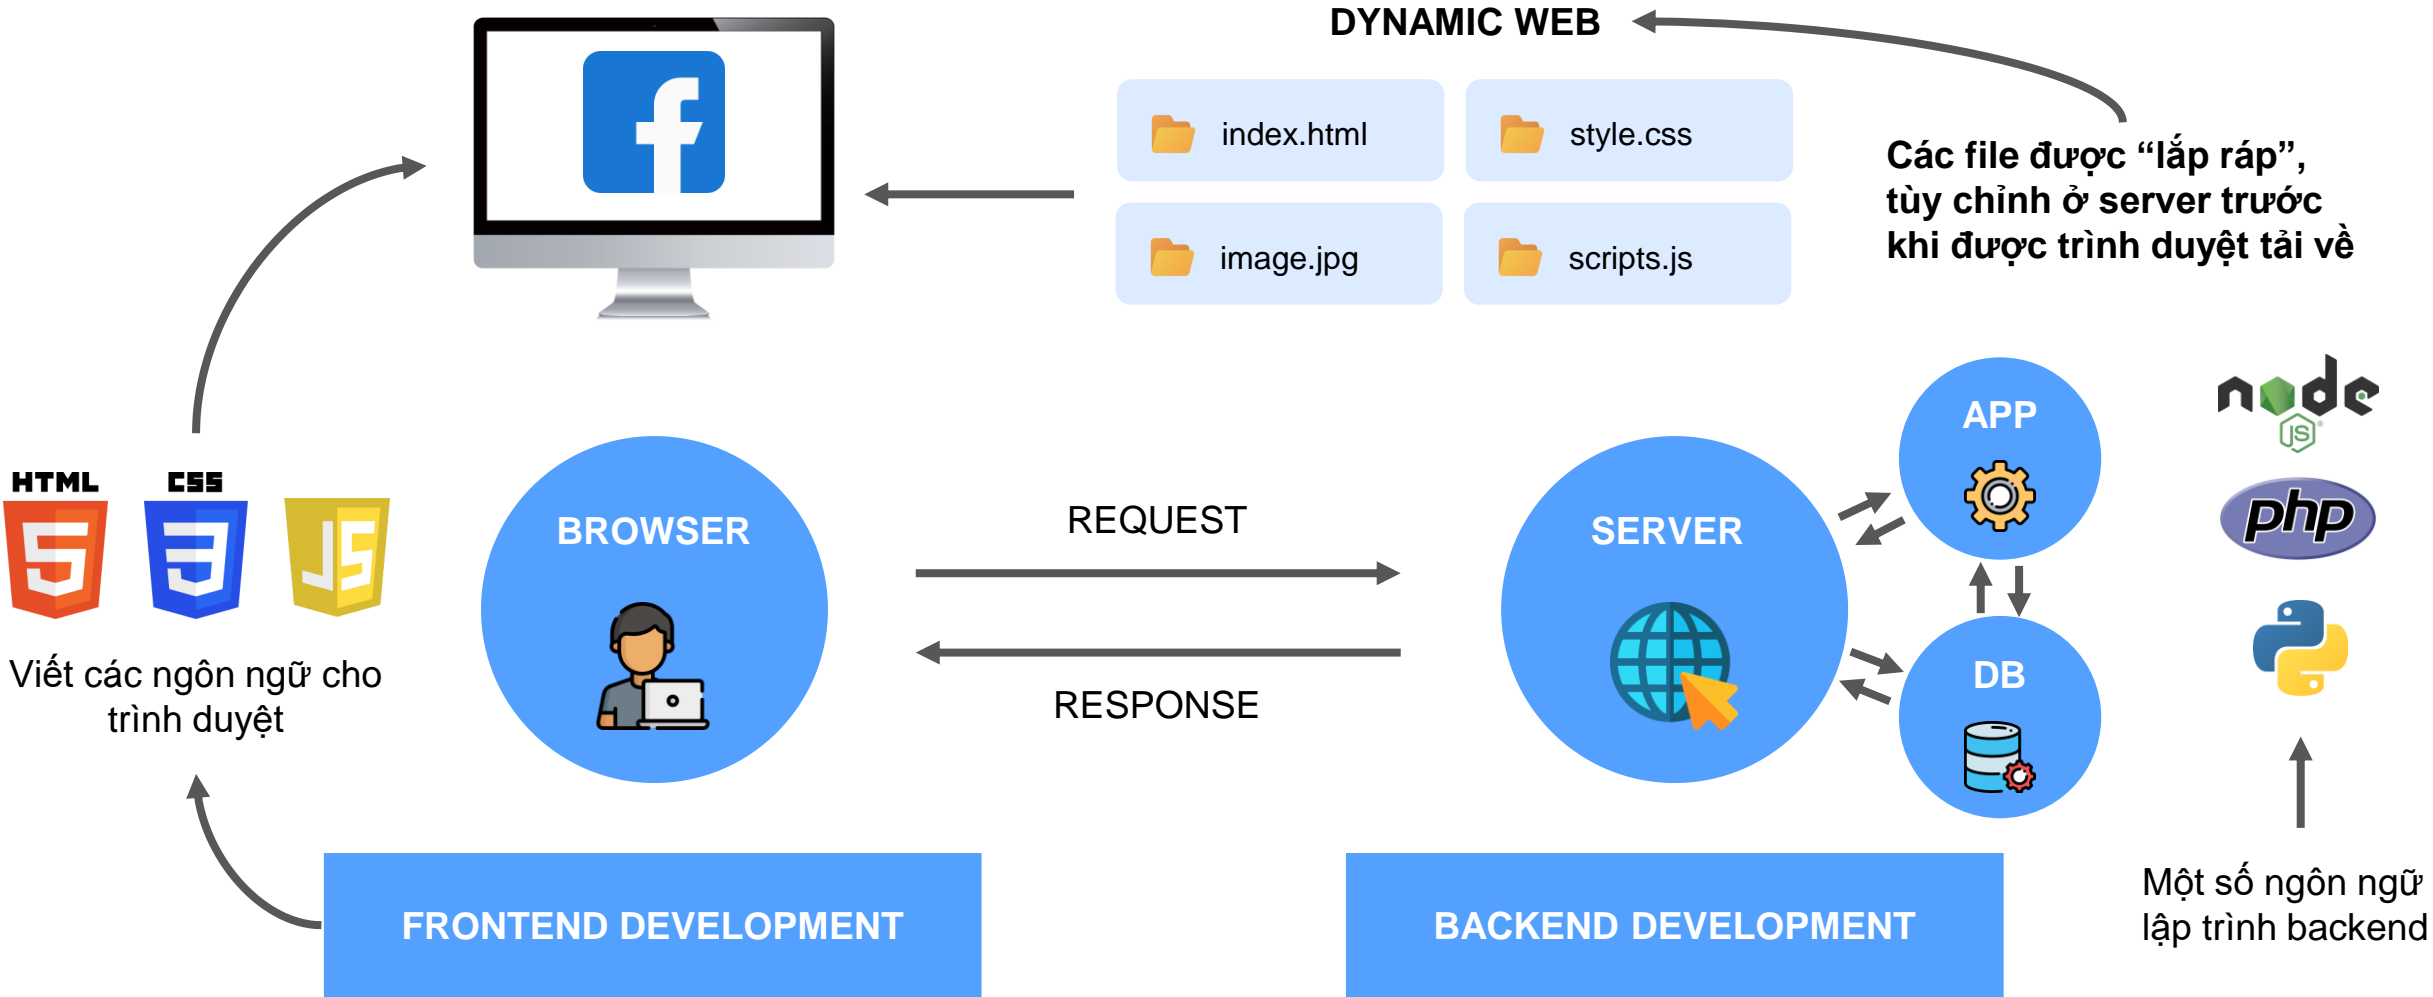 DYNAMIC WEB
index.html
style.css
image.jpg
scripts.js
Các file được “lắp ráp”,
tùy chỉnh ở server trước
khi được trình duyệt tải về
HTML
CSS
JS
Viết các ngôn ngữ cho
trình duyệt
BROWSER
REQUEST
RESPONSE
SERVER
APP
DB
node
JS
php
Một số ngôn ngữ
lập trình backend
FRONTEND DEVELOPMENT
BACKEND DEVELOPMENT